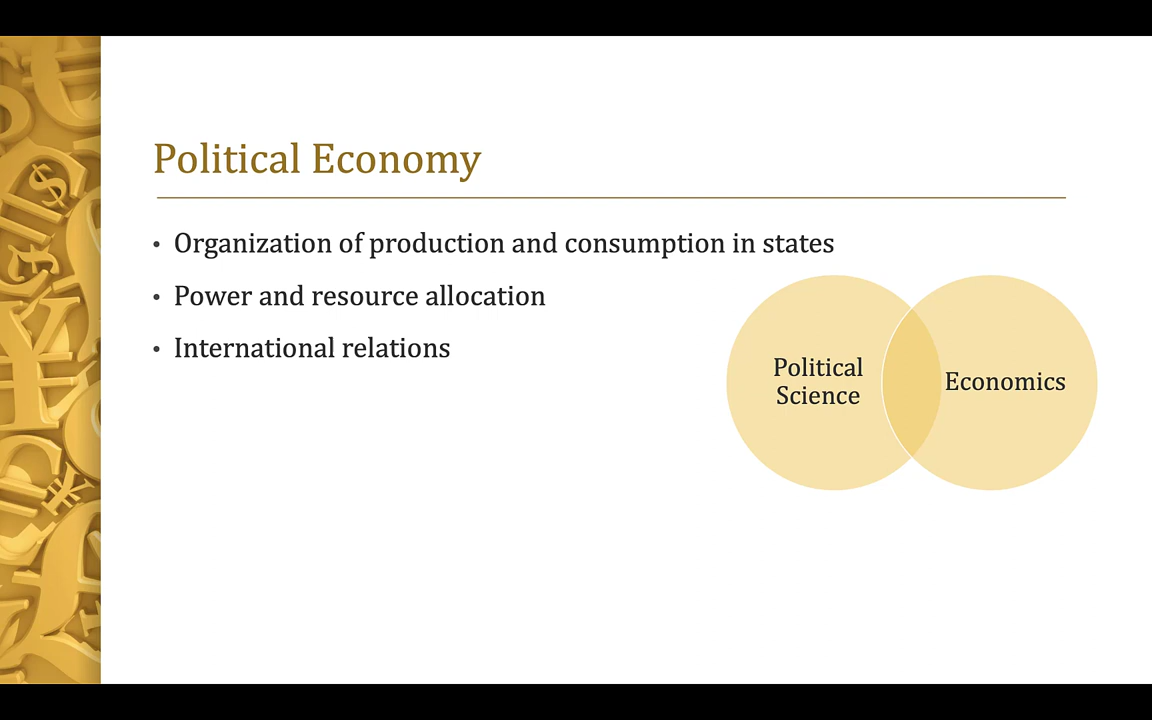 Political Economy
• Organization of production and consumption in states
• Power and resource allocation
• International relations
Political
Science
Economics